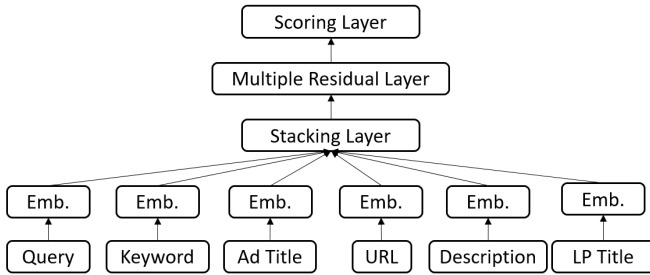 Scoring Layer
Multiple Residual Layer
Stacking Layer
Emb. Emb. Emb. Emb. Emb. Emb.
Query Keyword Ad Title URL Description LP Title